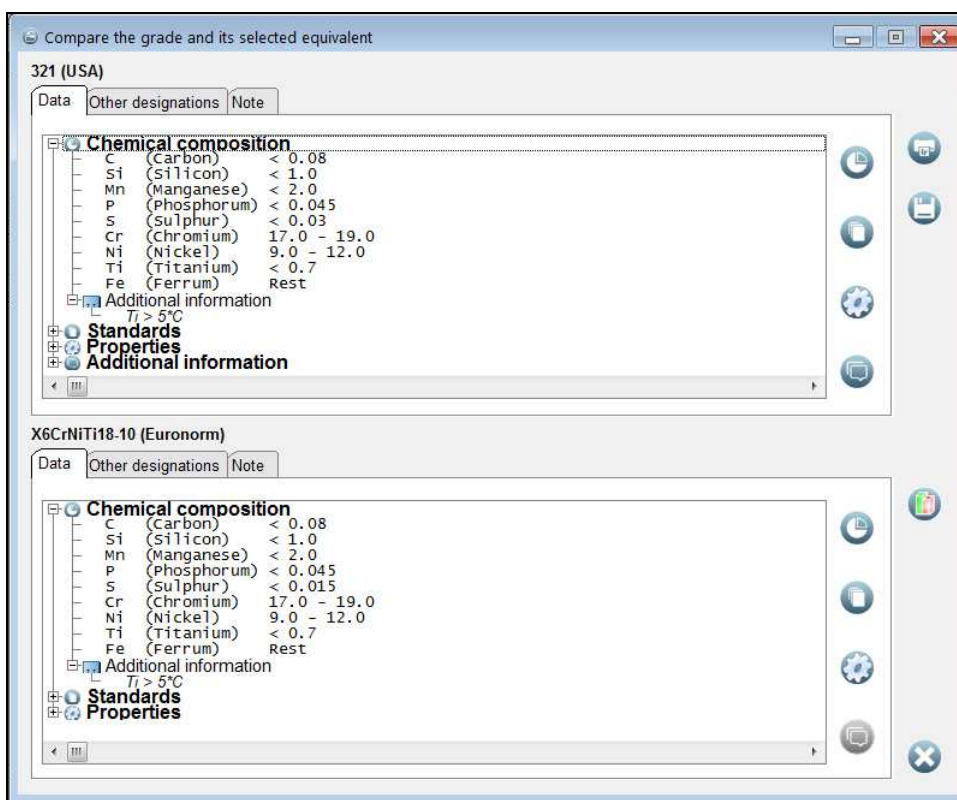 Compare the grade and its selected equivalent
321 (USA)
Data Other designations Note
Chemical composition
C (Carbon) < 0.08
Si (Silicon) < 1.0
Mn (Manganese) < 2.0
P (Phosphorum) < 0.045
S (Sulphur) < 0.03
Cr (Chromium) 17.0 - 19.0
Ni (Nickel) 9.0 - 12.0
Ti (Titanium) < 0.7
Fe (Ferrum) Rest
Additional information
Ti > 5*C
Standards
Properties
Additional information
X6CrNiTi18-10 (Euronorm)
Data Other designations Note
Chemical composition
C (Carbon) < 0.08
Si (Silicon) < 1.0
Mn (Manganese) < 2.0
P (Phosphorum) < 0.045
S (Sulphur) < 0.015
Cr (Chromium) 17.0 - 19.0
Ni (Nickel) 9.0 - 12.0
Ti (Titanium) < 0.7
Fe (Ferrum) Rest
Additional information
Ti > 5*C
Standards
Properties